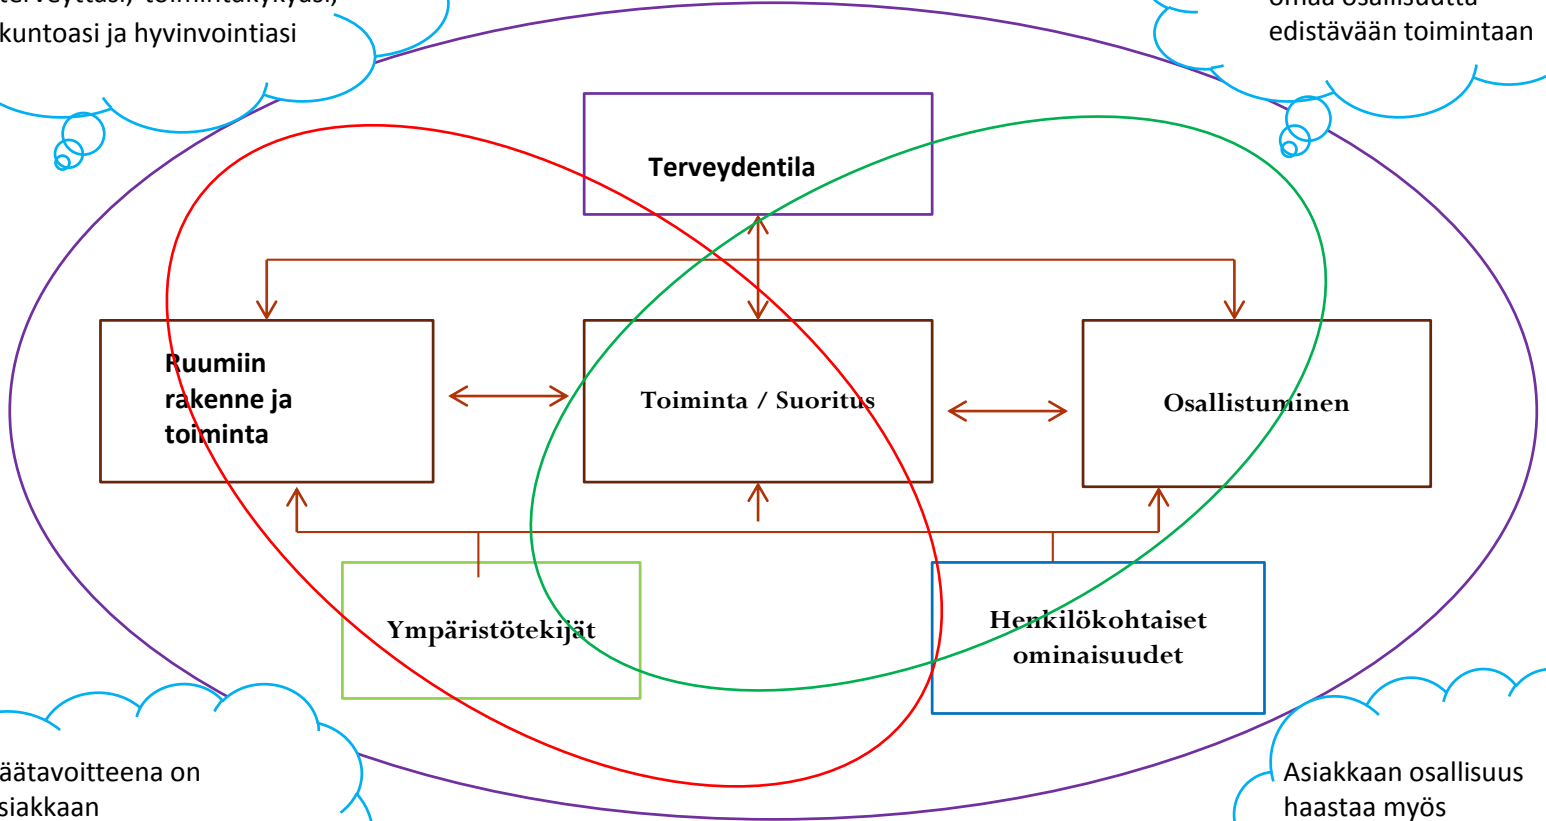 kuntoasi ja hyvinvointiasi
edistävään toimintaan
Terveydentila
Ruumiin
rakenne ja
toiminta
Toiminta / Suoritus
Osallistuminen
Ympäristötekijät
Henkilökohtaiset
ominaisuudet
on
Asiakkaan osallisuus
haastaa myös